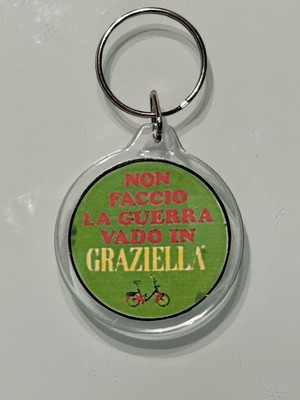 NON
FACCIO
LA GUERRA
VADO IN
GRAZIELLA